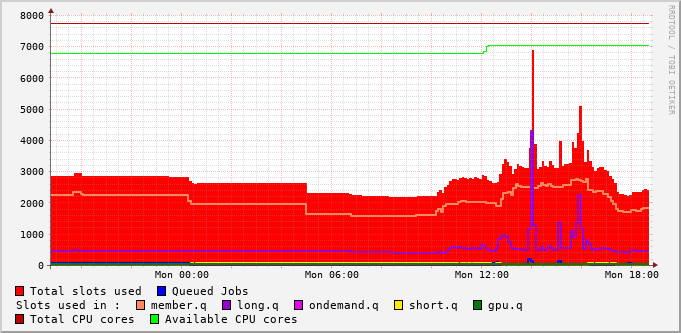 8000
7000
6000
5000
4000
3000
2000
1000
0
Mon 00:00 Mon 06:00 Mon 12:00 Mon 18:00
RRDTOOL / TOBI OETIKER
Total slots used Queued Jobs
Slots used in : member.q long.q ondemand.q short.q gpu.q
Total CPU cores Available CPU cores